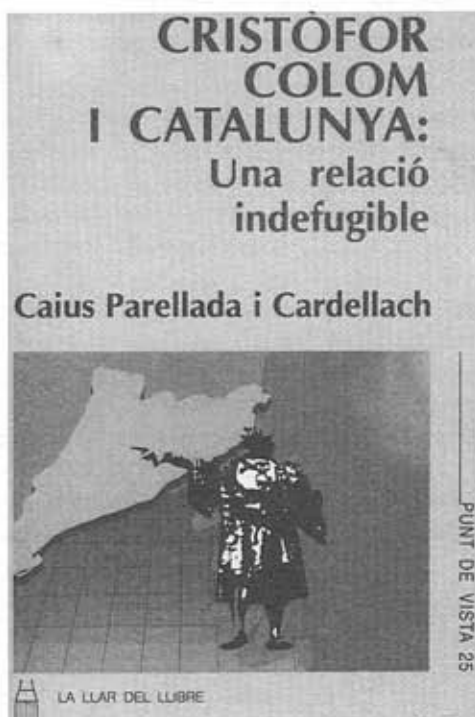 CRISTÒFOR
COLOM
I CATALUNYA:
Una relació
indefugible
Caius Parellada i Cardellach
PUNT DE VISTA 25
LA LLAR DEL LLIBRE